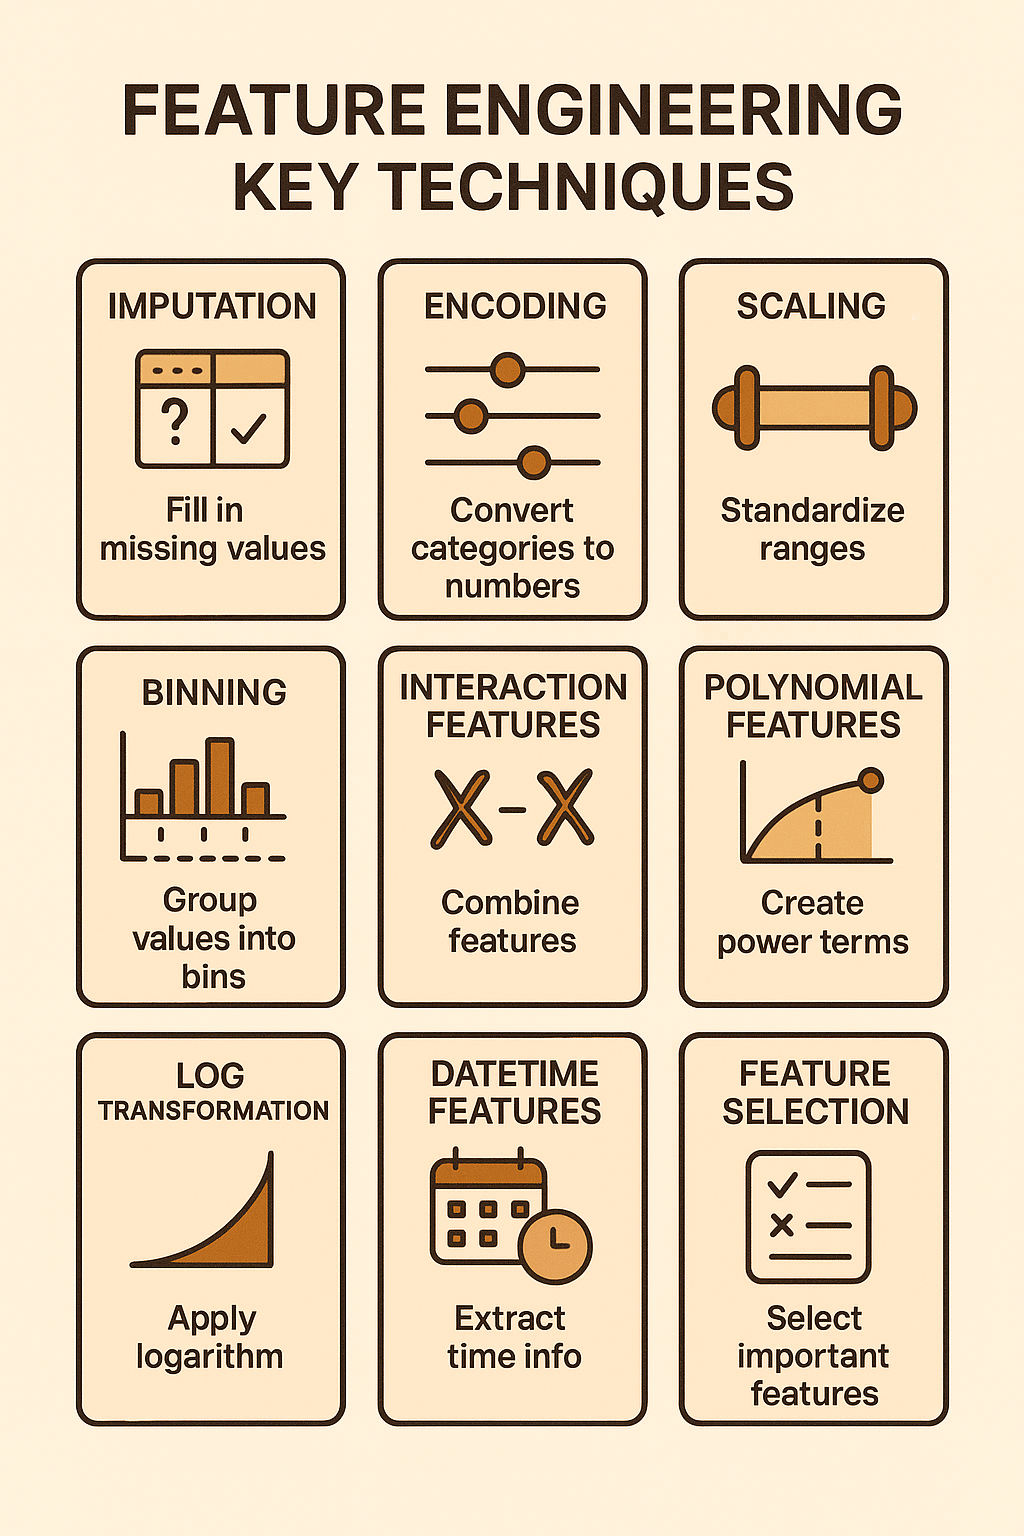 FEATURE ENGINEERING
KEY TECHNIQUES
IMPUTATION
?
Fill in
missing values
ENCODING
Convert
categories to
numbers
SCALING
Standardize
ranges
BINNING
Group
values into
bins
INTERACTION
FEATURES
X - X
Combine
features
POLYNOMIAL
FEATURES
Create
power terms
LOG
TRANSFORMATION
Apply
logarithm
DATETIME
FEATURES
Extract
time info
FEATURE
SELECTION
Select
important
features